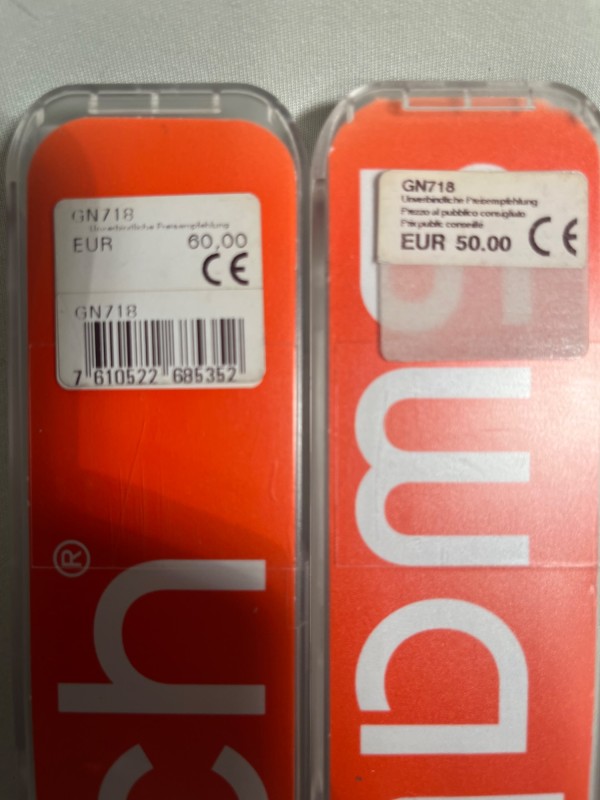 GN718
Unverbindliche Preisempfehlung
EUR 60,00
CE
GN718
7 610522 685352
ch®
GN718
Unverbindliche Preisempfehlung
Prezzo al pubblico consigliato
Prix public conseillé
EUR 50.00 CE